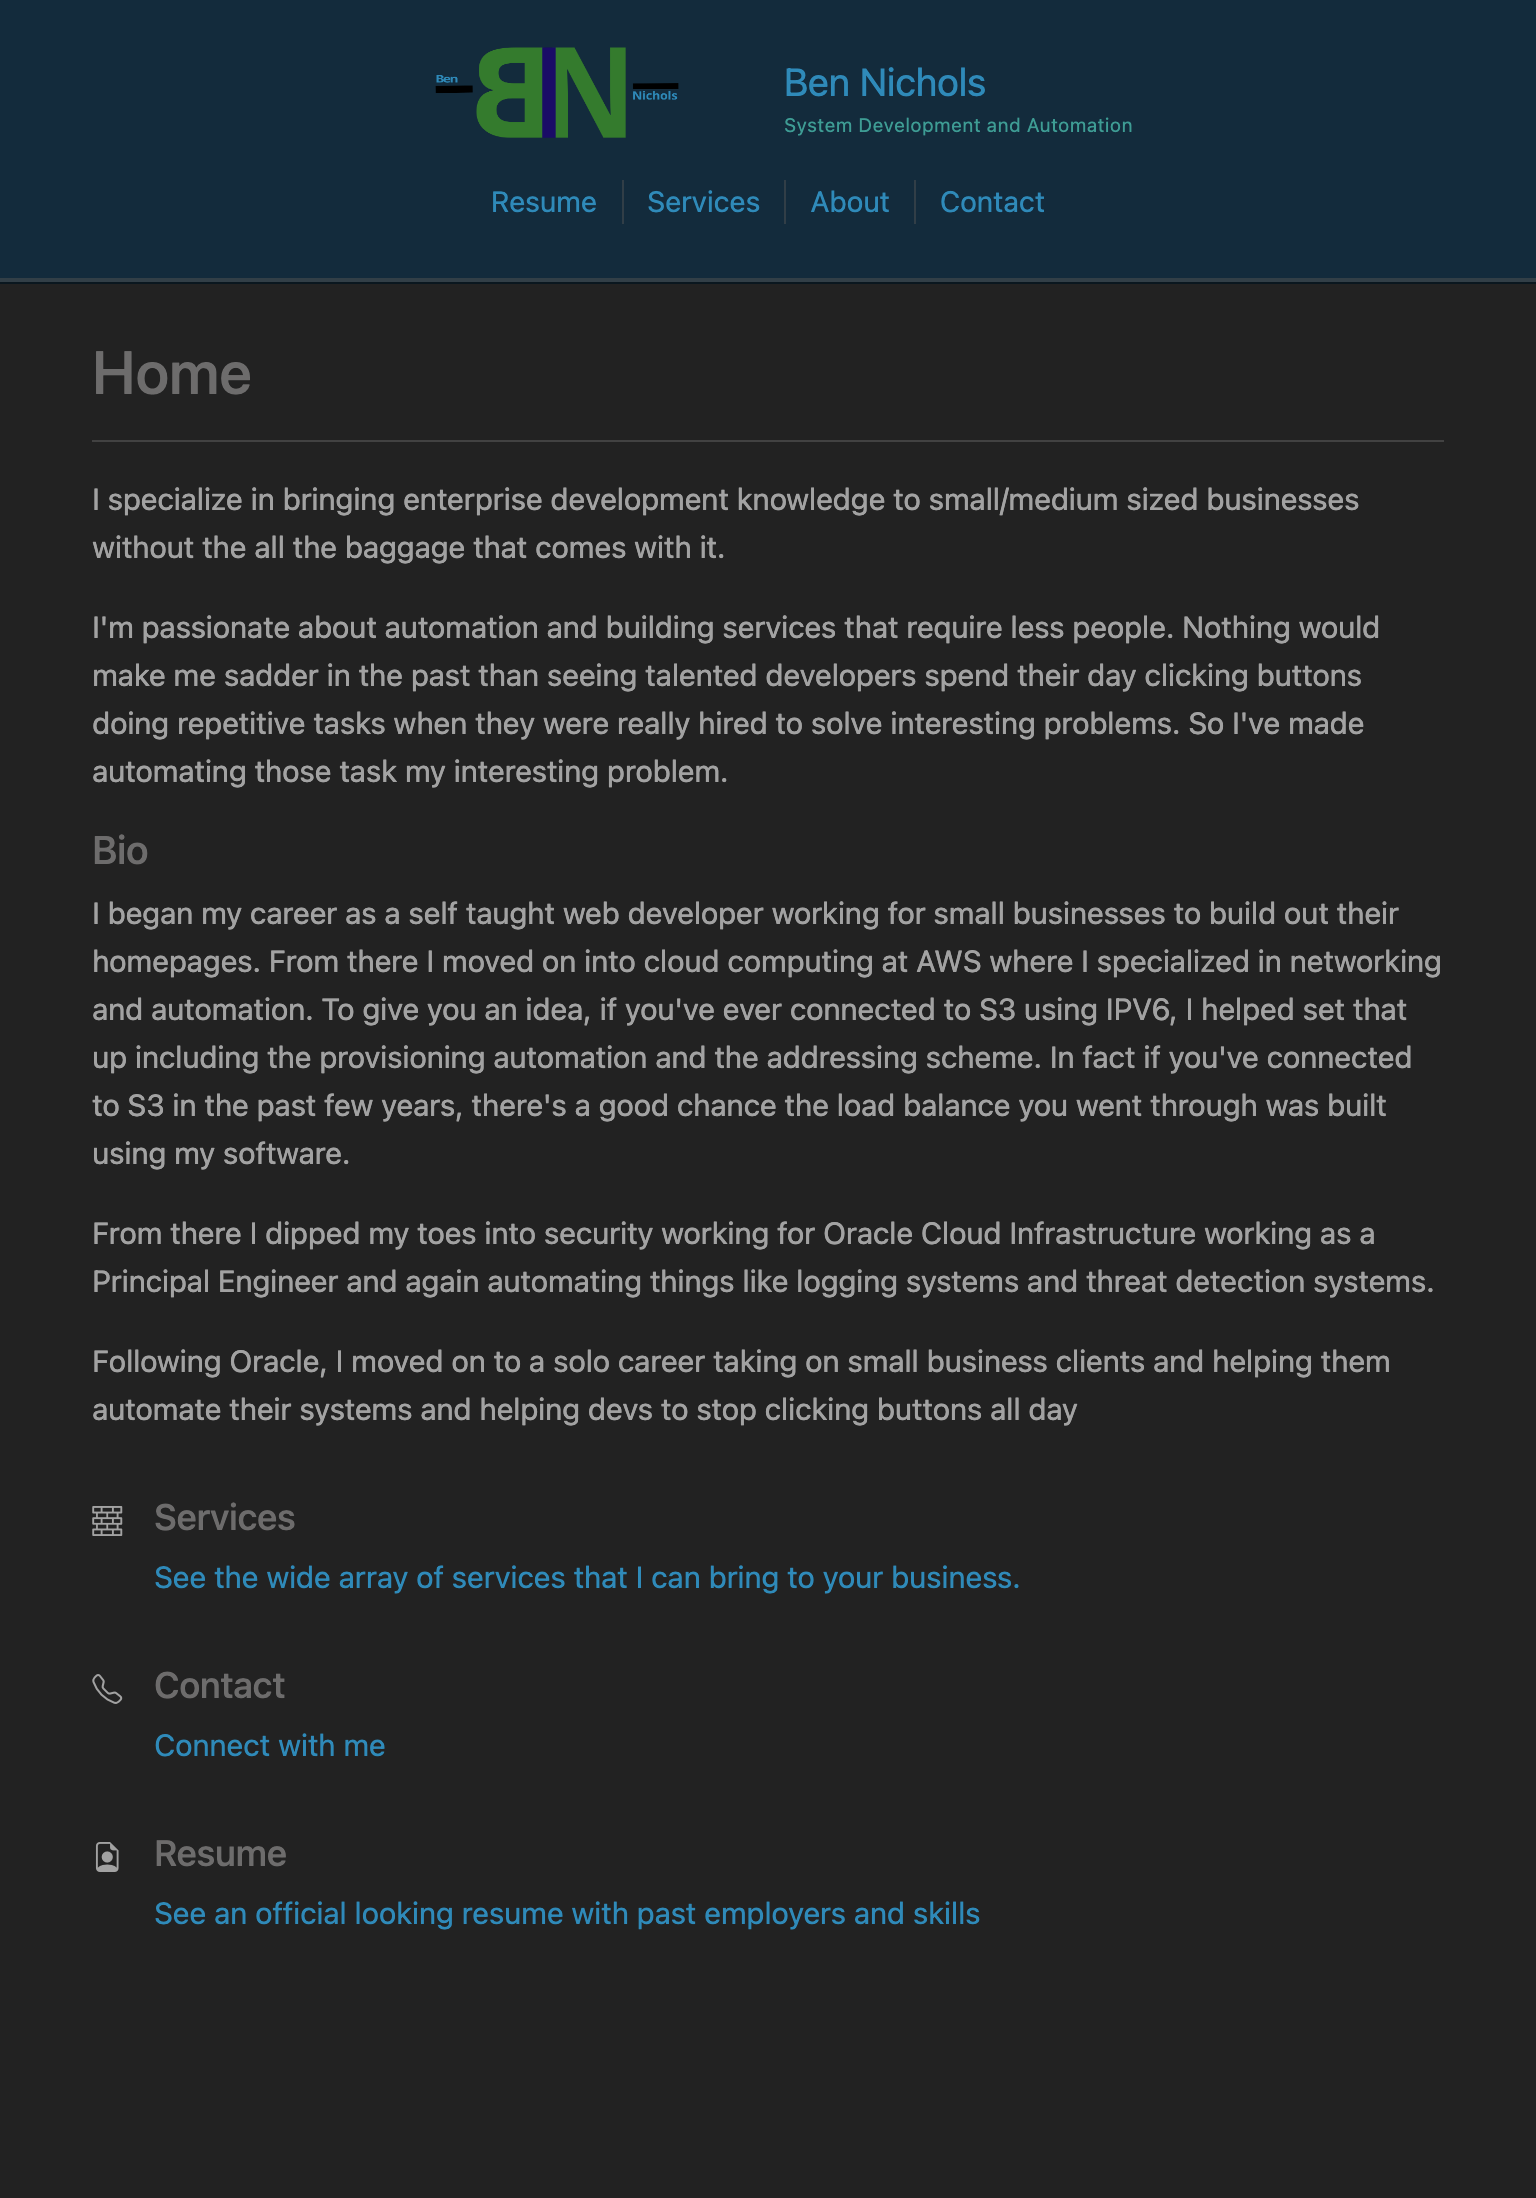 Ben
BN
Nichols
Ben Nichols
System Development and Automation
Resume
Services
About
Contact
Home
I specialize in bringing enterprise development knowledge to small/medium sized businesses
without the all the baggage that comes with it.
I'm passionate about automation and building services that require less people. Nothing would
make me sadder in the past than seeing talented developers spend their day clicking buttons
doing repetitive tasks when they were really hired to solve interesting problems. So I've made
automating those task my interesting problem.
Bio
I began my career as a self taught web developer working for small businesses to build out their
homepages. From there I moved on into cloud computing at AWS where I specialized in networking
and automation. To give you an idea, if you've ever connected to S3 using IPV6, I helped set that
up including the provisioning automation and the addressing scheme. In fact if you've connected
to S3 in the past few years, there's a good chance the load balance you went through was built
using my software.
From there I dipped my toes into security working for Oracle Cloud Infrastructure working as a
Principal Engineer and again automating things like logging systems and threat detection systems.
Following Oracle, I moved on to a solo career taking on small business clients and helping them
automate their systems and helping devs to stop clicking buttons all day
Services
See the wide array of services that I can bring to your business.
Contact
Connect with me
Resume
See an official looking resume with past employers and skills